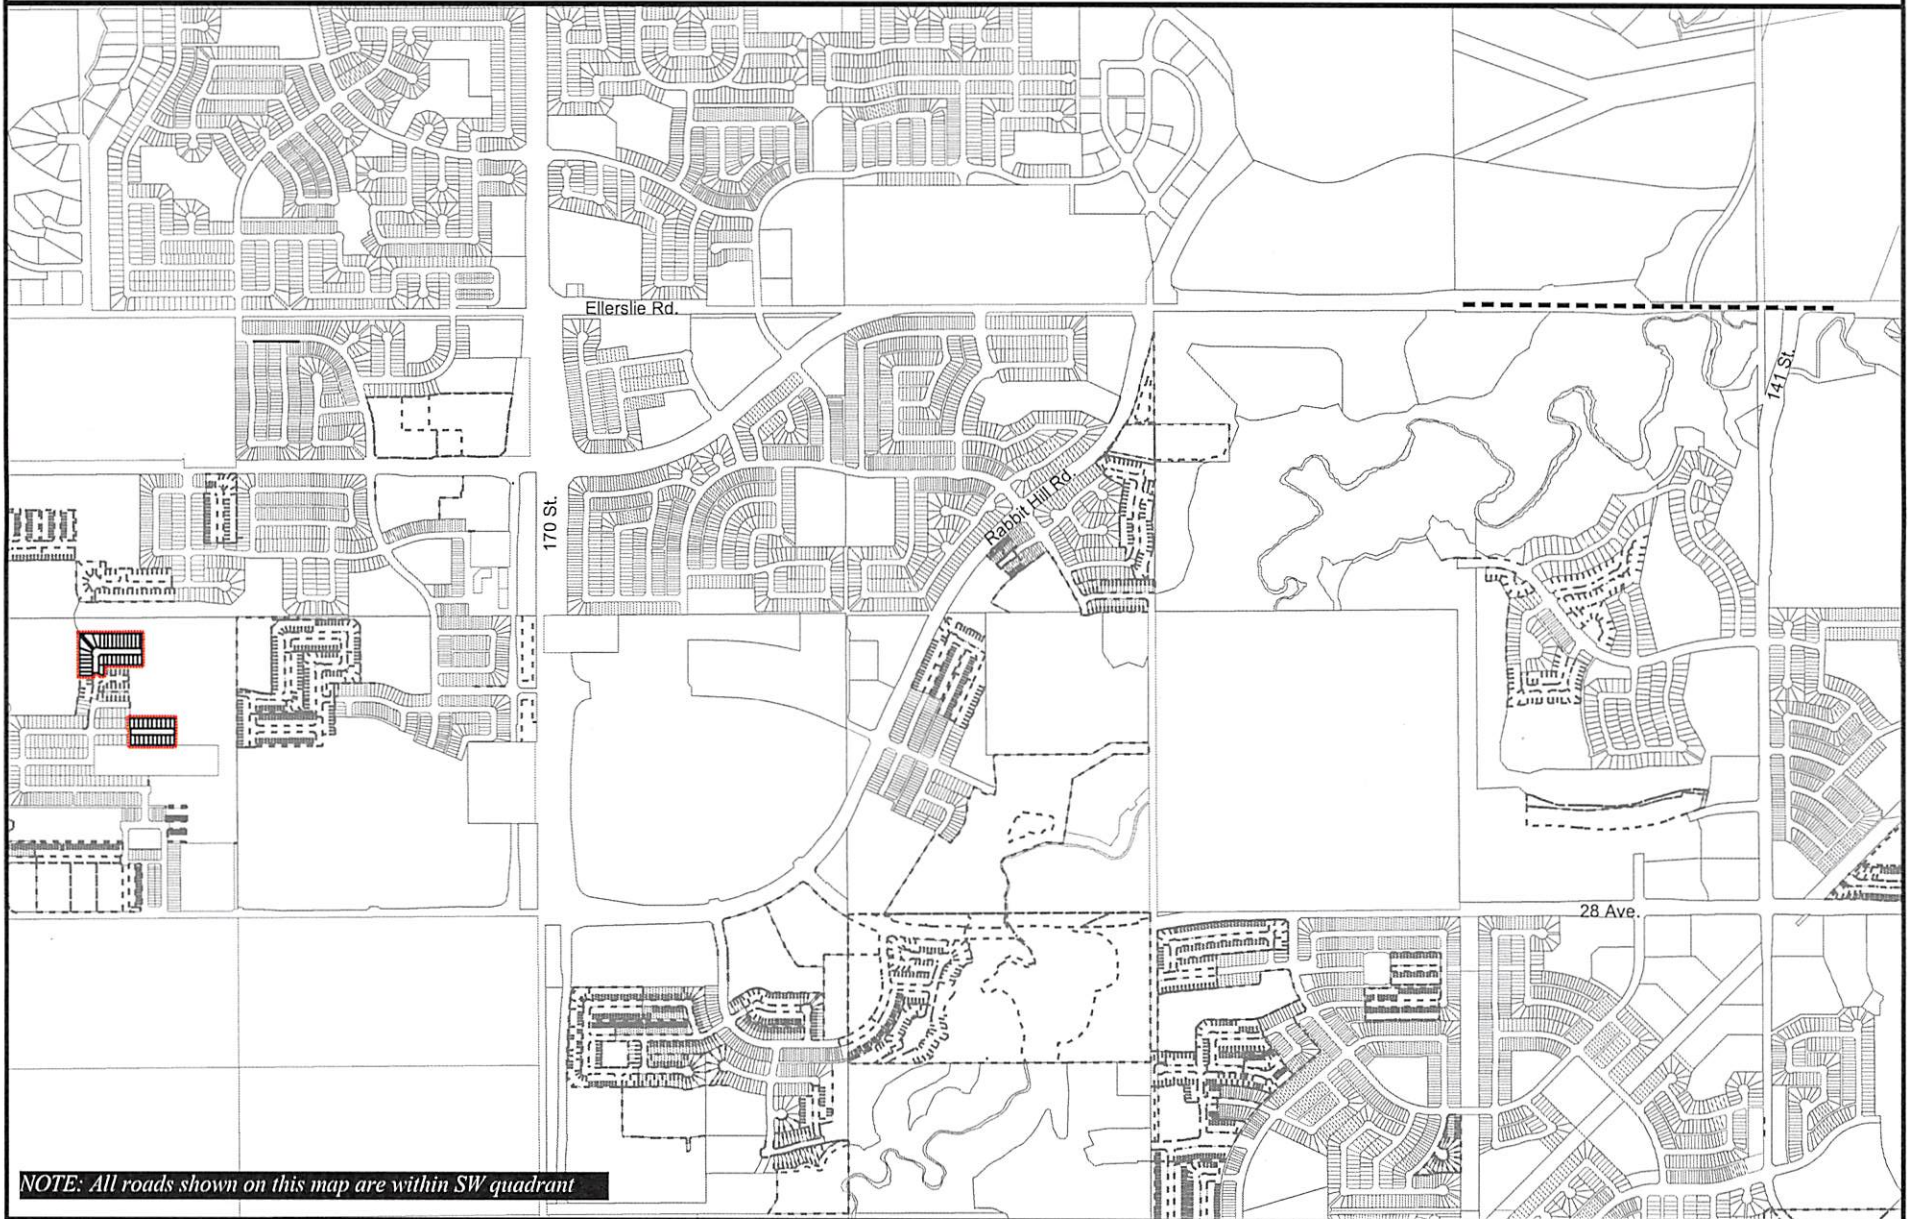 Ellerslie Rd.
141 St.
170 St.
Rabbit Hill Rd.
28 Ave.
NOTE: All roads shown on this map are within SW quadrant